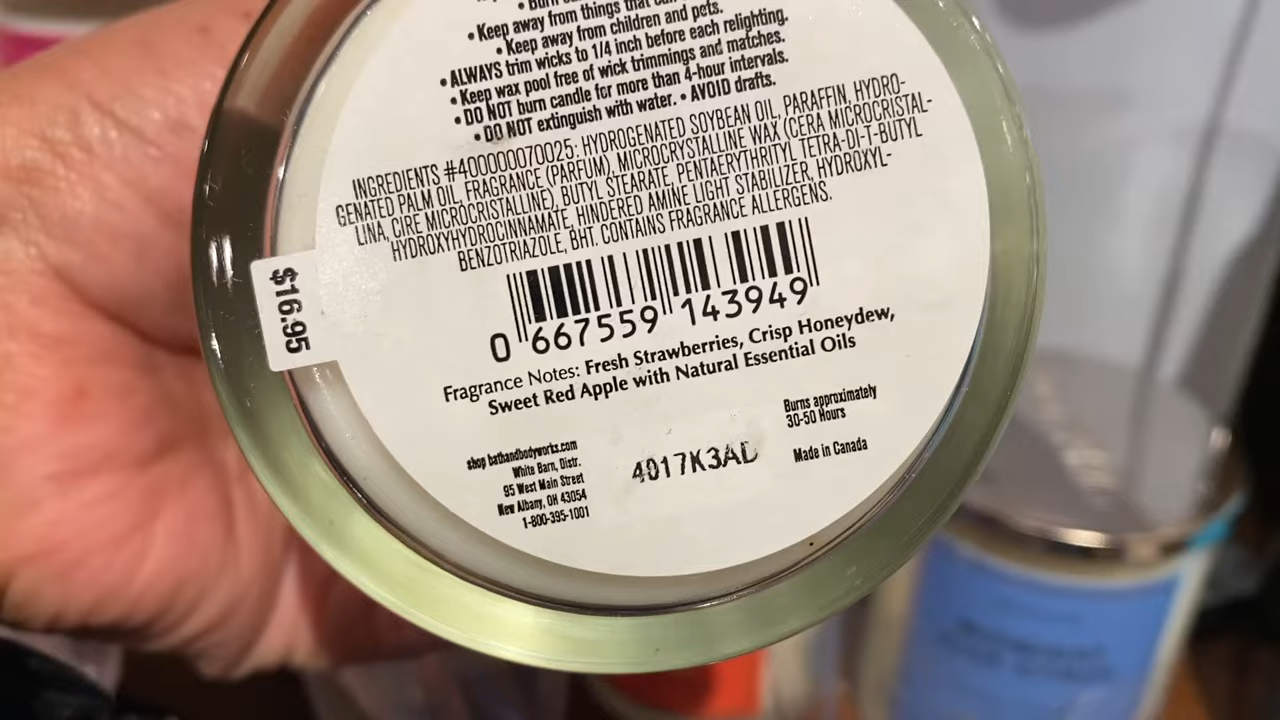 • Keep away from things that can
• Keep away from children and pets.
• ALWAYS trim wicks to 1/4 inch before each relighting.
• Keep wax pool free of wick trimmings and matches.
• DO NOT burn candle for more than 4-hour intervals.
• DO NOT extinguish with water. • AVOID drafts.
INGREDIENTS #400000070025: HYDROGENATED SOYBEAN OIL, PARAFFIN, HYDRO-
GENATED PALM OIL, FRAGRANCE (PARFUM), MICROCRYSTALLINE WAX (CERA MICROCRISTAL-
LINA, CIRE MICROCRISTALLINE), BUTYL STEARATE, PENTAERYTHRITYL TETRA-DI-T-BUTYL
HYDROXYHYDROCINNAMATE, HINDERED AMINE LIGHT STABILIZER, HYDROXYL-
BENZOTRIAZOLE, BHT. CONTAINS FRAGRANCE ALLERGENS.
$16.95
0 667559 143949
Fragrance Notes: Fresh Strawberries, Crisp Honeydew,
Sweet Red Apple with Natural Essential Oils
shop bathandbodyworks.com
White Barn, Distr.
95 West Main Street
New Albany, OH 43054
1-800-395-1001
4017K3AD
Burns approximately
30-50 Hours
Made in Canada